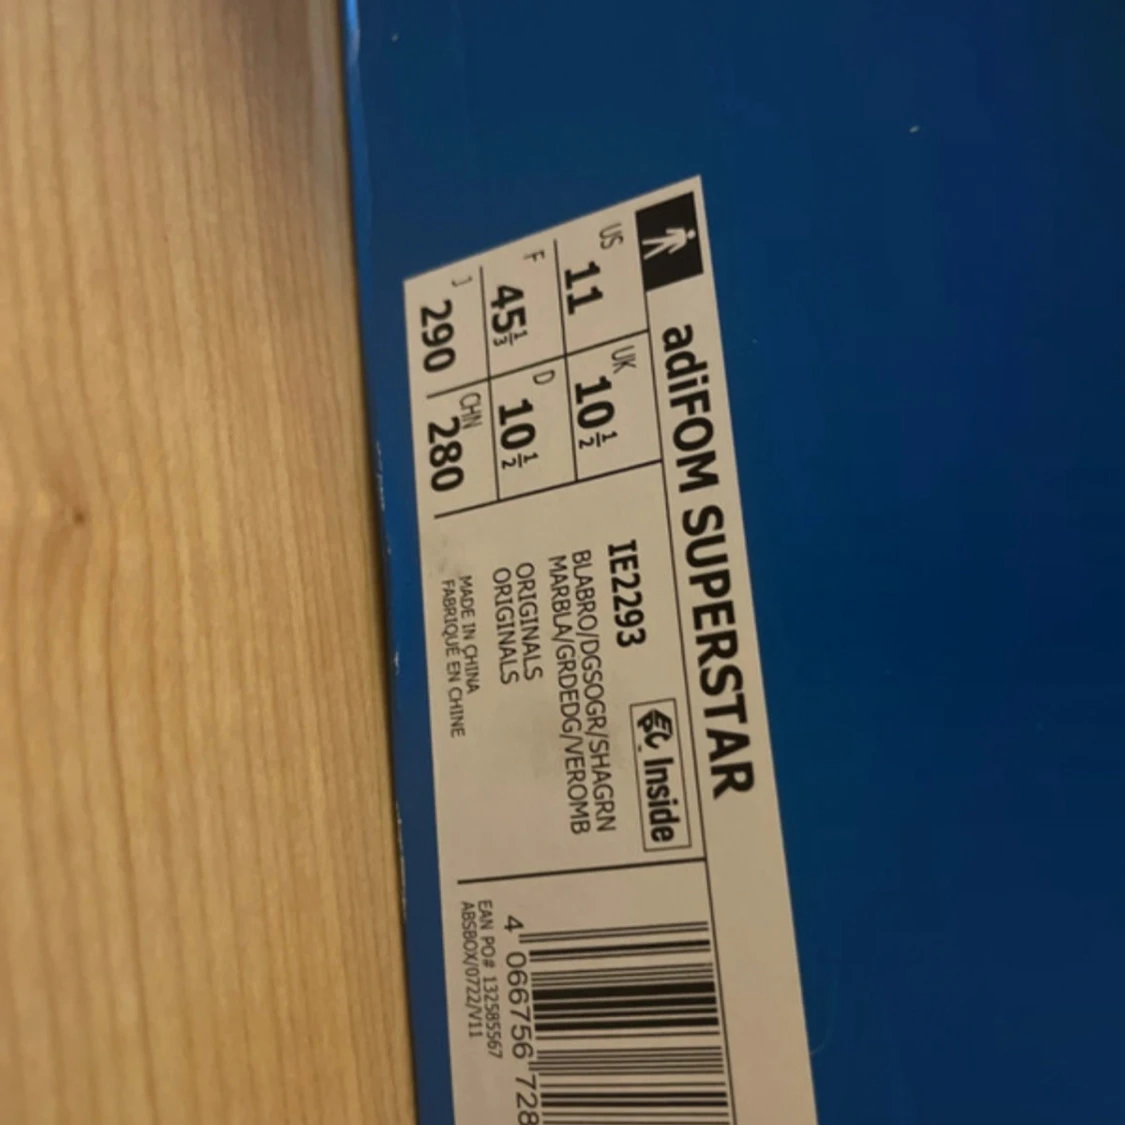 adiFOM SUPERSTAR
US 11 UK 10½
F 45⅓ D 10½
J 290 CHN 280
IE2293
Inside
BLABRO/DGSOGR/SHAGRN
MARBLA/GRDEDG/VEROMB
ORIGINALS
ORIGINALS
MADE IN CHINA
FABRIQUÉ EN CHINE
4 066756 728
EAN PO# 132585567
ABSBOX/0722/V11